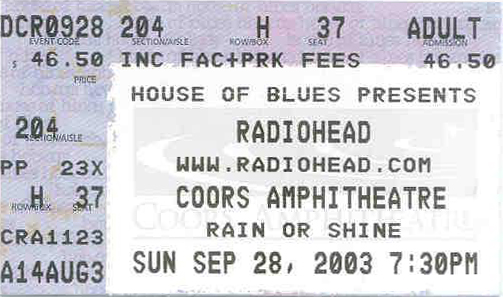 DCR0928 204 H 37 ADULT
EVENT CODE SECTION/AISLE ROW/BOX SEAT ADMISSION
$ 46.50 INC FAC+PRK FEES 46.50
PRICE
HOUSE OF BLUES PRESENTS
204
SECTION/AISLE
RADIOHEAD
PP 23X
WWW.RADIOHEAD.COM
H 37
ROW/BOX SEAT
COORS AMPHITHEATRE
COORS AMPHITHEATRE
CRA1123
RAIN OR SHINE
A14AUG3
SUN SEP 28, 2003 7:30PM